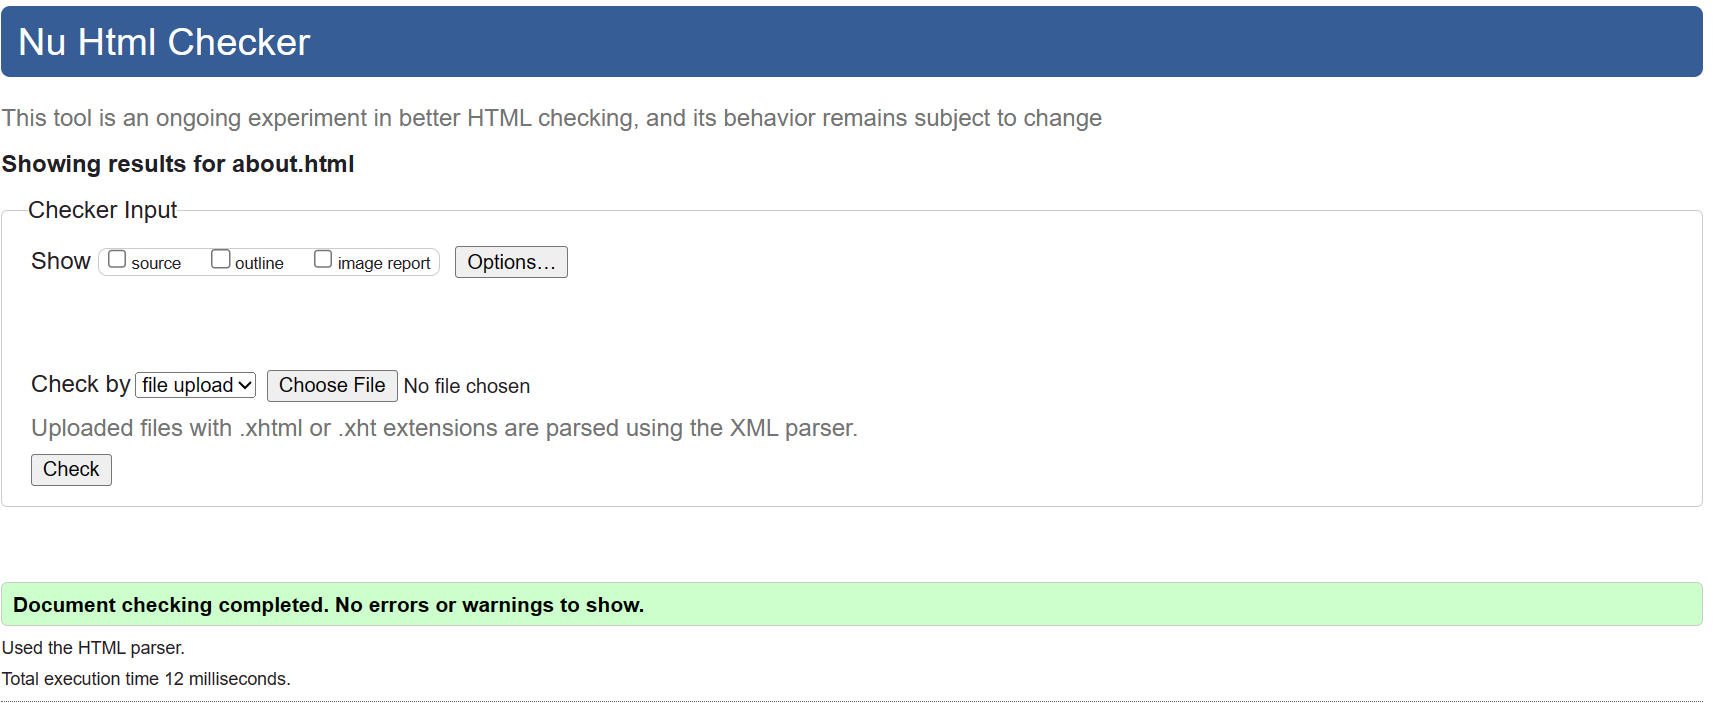 Nu Html Checker
This tool is an ongoing experiment in better HTML checking, and its behavior remains subject to change
Showing results for about.html
Checker Input
Show source outline image report Options...
Check by file upload Choose File No file chosen
Uploaded files with .xhtml or .xht extensions are parsed using the XML parser.
Check
Document checking completed. No errors or warnings to show.
Used the HTML parser.
Total execution time 12 milliseconds.